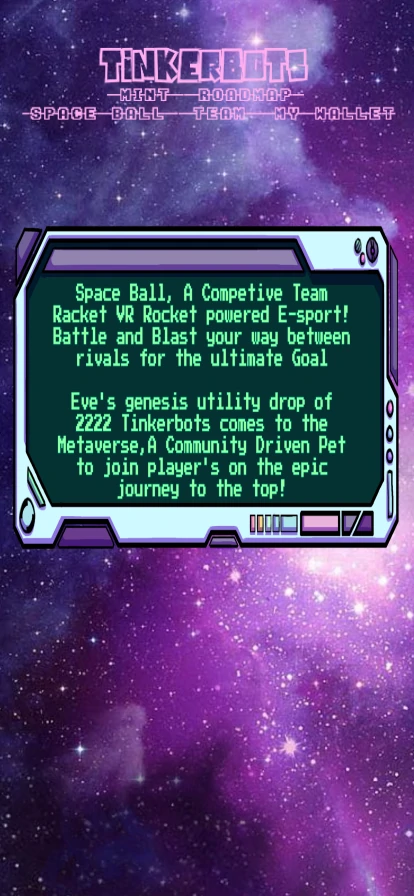 TiNKERBOTs
MINT ROADMAP
SPACE BALL TEAM MY WALLET
Space Ball, A Competive Team
Racket VR Rocket powered E-sport!
Battle and Blast your way between
rivals for the ultimate Goal
Eve's genesis utility drop of
2222 Tinkerbots comes to the
Metaverse,A Community Driven Pet
to join player's on the epic
journey to the top!